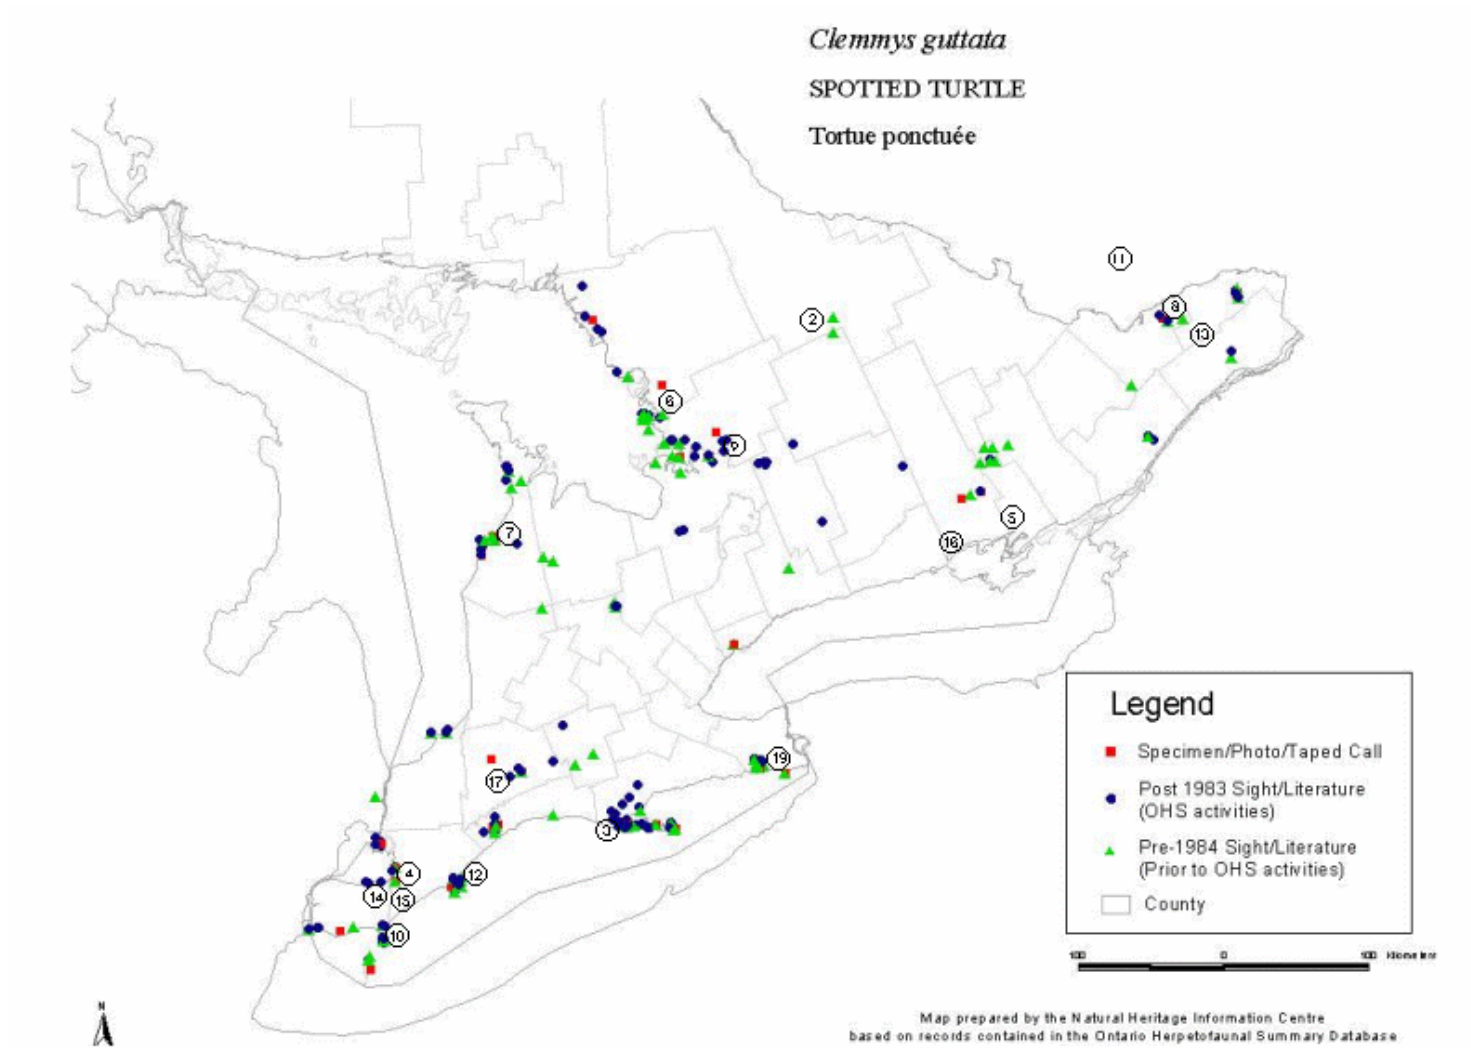 Clemmys guttata
SPOTTED TURTLE
Tortue ponctuée
11
8
2
13
6
9
5
7
16
19
17
3
4
12
14
15
10
Legend
Specimen/Photo/Taped Call
Post 1983 Sight/Literature
(OHS activities)
Pre-1984 Sight/Literature
(Prior to OHS activities)
County
100 0 100 Kilometers
N
Map prepared by the Natural Heritage Information Centre
based on records contained in the Ontario Herpetofaunal Summary Database